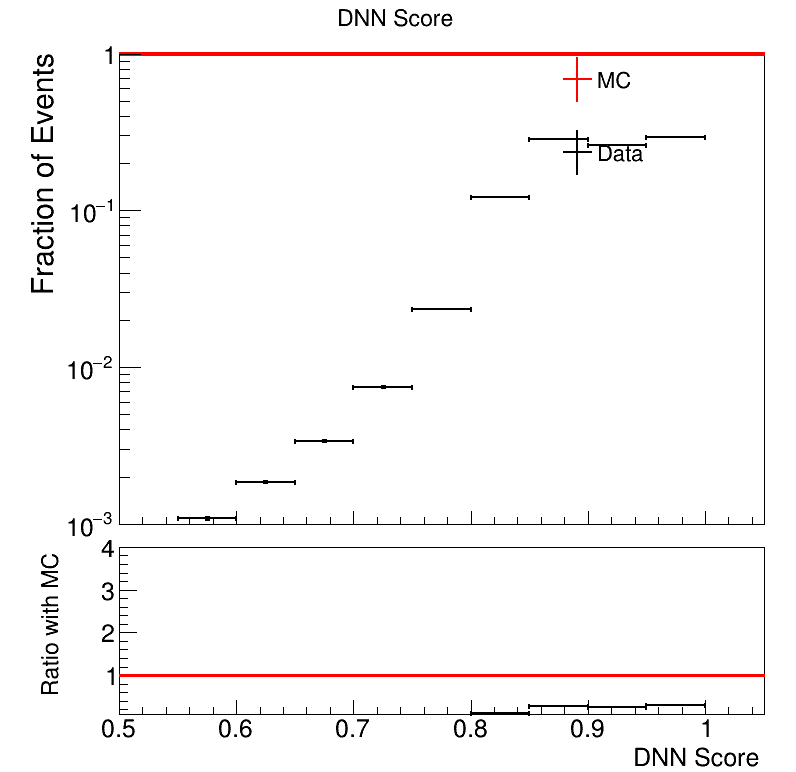 DNN Score
Fraction of Events
1
10⁻¹
10⁻²
10⁻³
MC
Data
Ratio with MC
4
3
2
1
0.5 0.6 0.7 0.8 0.9 1
DNN Score